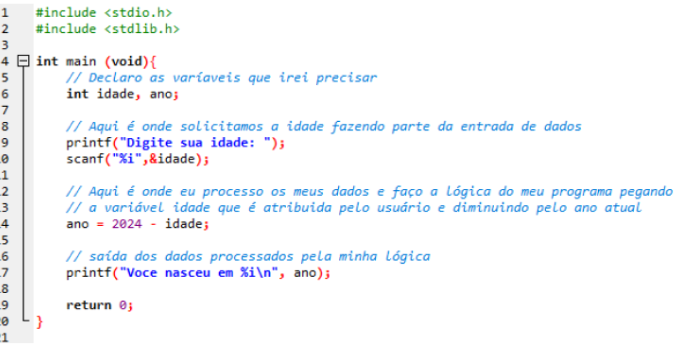 1 #include <stdio.h>
2 #include <stdlib.h>
3
4 int main (void){
5 // Declaro as varíaveis que irei precisar
6 int idade, ano;
7
8 // Aqui é onde solicitamos a idade fazendo parte da entrada de dados
9 printf("Digite sua idade: ");
0 scanf("%i",&idade);
1
2 // Aqui é onde eu processo os meus dados e faço a lógica do meu programa pegando
3 // a variável idade que é atribuida pelo usuário e diminuindo pelo ano atual
4 ano = 2024 - idade;
5
6 // saída dos dados processados pela minha lógica
7 printf("Voce nasceu em %i\n", ano);
8
9 return 0;
0 }
1